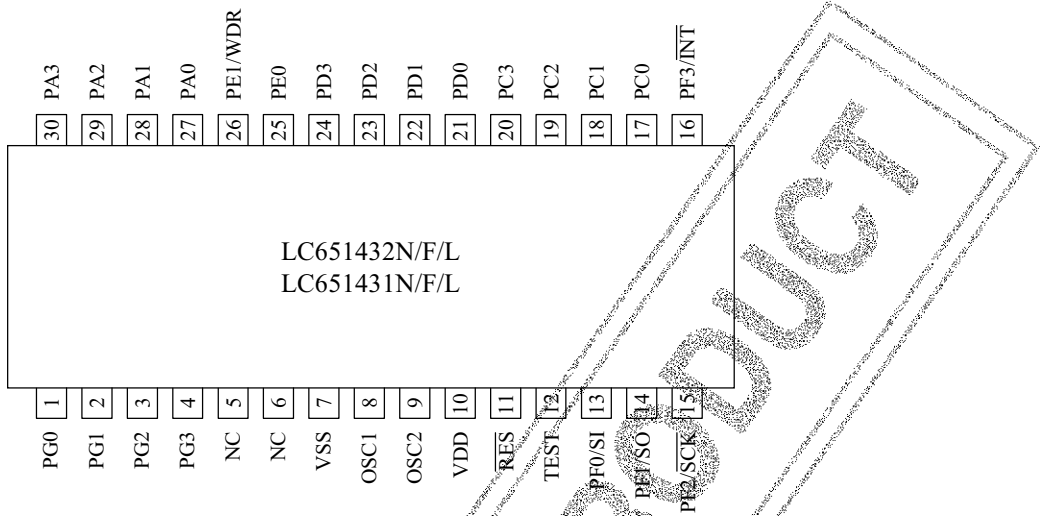 PA3
PA2
PA1
PA0
PE1/WDR
PE0
PD3
PD2
PD1
PD0
PC3
PC2
PC1
PC0
PF3/INT
30
29
28
27
26
25
24
23
22
21
20
19
18
17
16
LC651432N/F/L
LC651431N/F/L
1
2
3
4
5
6
7
8
9
10
11
12
13
14
15
PG0
PG1
PG2
PG3
NC
NC
VSS
OSC1
OSC2
VDD
RES
TEST
PF0/SI
PF1/SO
PF2/SCK
PRODUCT